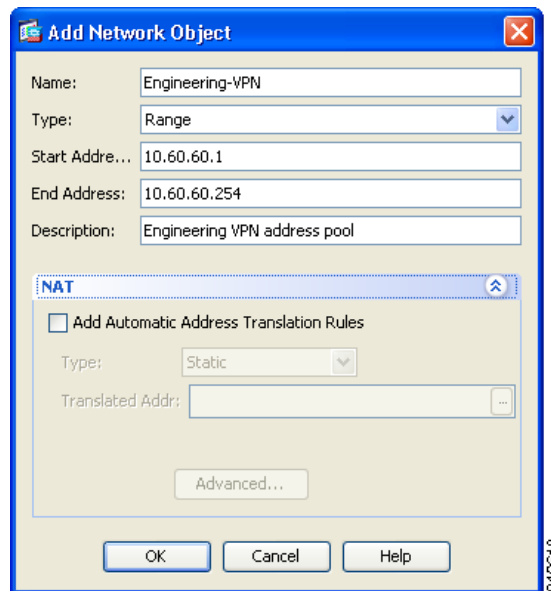 Add Network Object
Name: Engineering-VPN
Type: Range
Start Addre... 10.60.60.1
End Address: 10.60.60.254
Description: Engineering VPN address pool
NAT
Add Automatic Address Translation Rules
Type: Static
Translated Addr: ...
Advanced...
OK Cancel Help